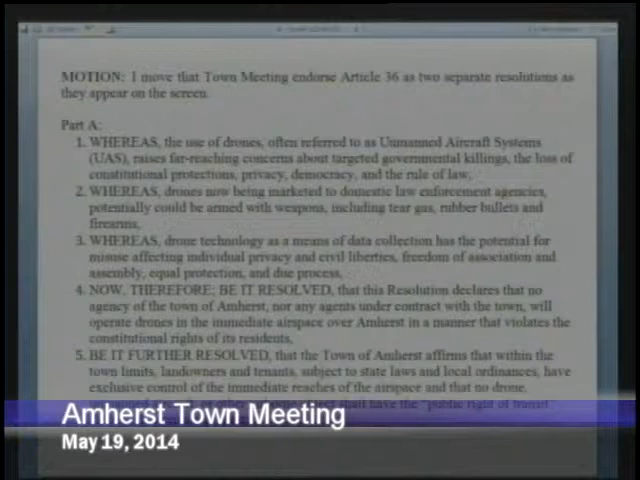 MOTION: I move that Town Meeting endorse Article 36 as two separate resolutions as
they appear on the screen.
Part A:
1. WHEREAS, the use of drones, often referred to as Unmanned Aircraft Systems
(UAS), raises far-reaching concerns about targeted governmental killings, the loss of
constitutional protections, privacy, democracy, and the rule of law,
2. WHEREAS, drones now being marketed to domestic law enforcement agencies,
potentially could be armed with weapons, including tear gas, rubber bullets and
firearms,
3. WHEREAS, drone technology as a means of data collection has the potential for
misuse affecting individual privacy and civil liberties, freedom of association and
assembly, equal protection, and due process,
4. NOW, THEREFORE; BE IT RESOLVED, that this Resolution declares that no
agency of the town of Amherst, nor any agents under contract with the town, will
operate drones in the immediate airspace over Amherst in a manner that violates the
constitutional rights of its residents,
5. BE IT FURTHER RESOLVED, that the Town of Amherst affirms that within the
town limits, landowners and tenants, subject to state laws and local ordinances, have
exclusive control of the immediate reaches of the airspace and that no drone,
shall have the "public right of transit
Amherst Town Meeting
May 19, 2014